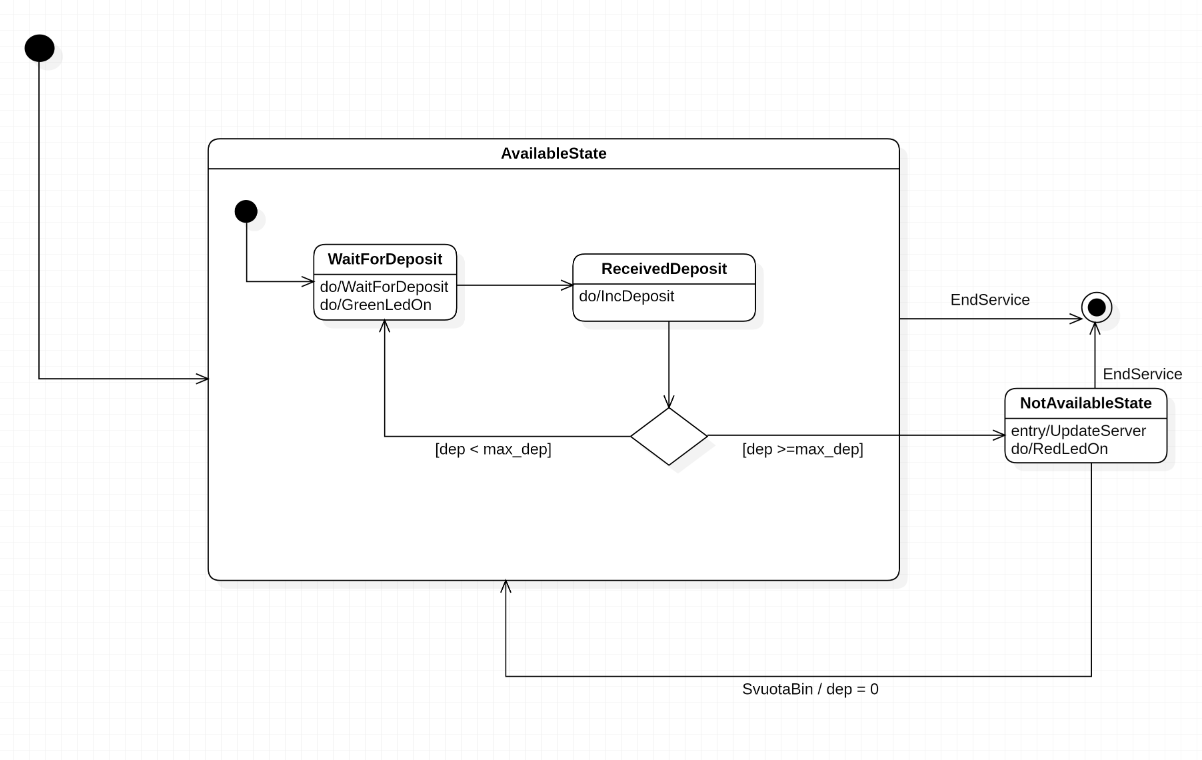 AvailableState
WaitForDeposit
do/WaitForDeposit
do/GreenLedOn
ReceivedDeposit
do/IncDeposit
[dep < max_dep]
[dep >=max_dep]
EndService
EndService
NotAvailableState
entry/UpdateServer
do/RedLedOn
SvuotaBin / dep = 0